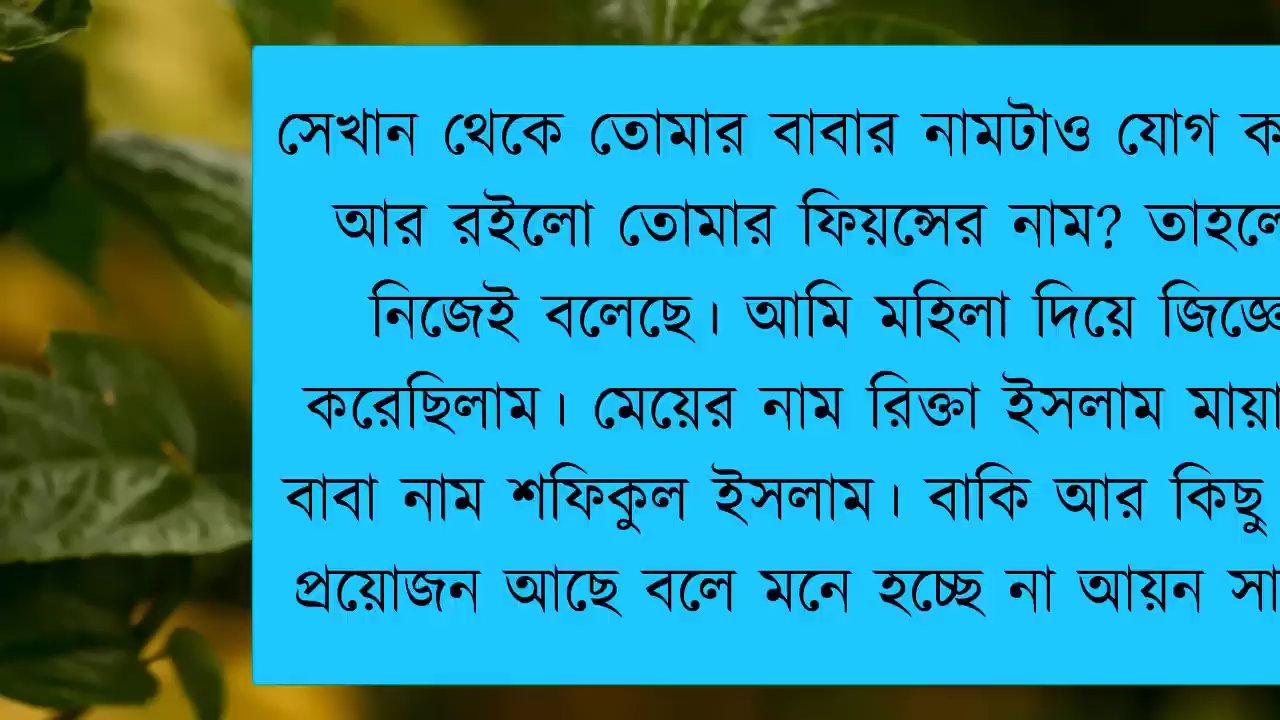 সেখান থেকে তোমার বাবার নামটাও যোগ ক
আর রইলো তোমার ফিয়ন্সের নাম? তাহলে
নিজেই বলেছে। আমি মহিলা দিয়ে জিজ্ঞে
করেছিলাম। মেয়ের নাম রিক্তা ইসলাম মায়া
বাবা নাম শফিকুল ইসলাম। বাকি আর কিছু
প্রয়োজন আছে বলে মনে হচ্ছে না আয়ন সা